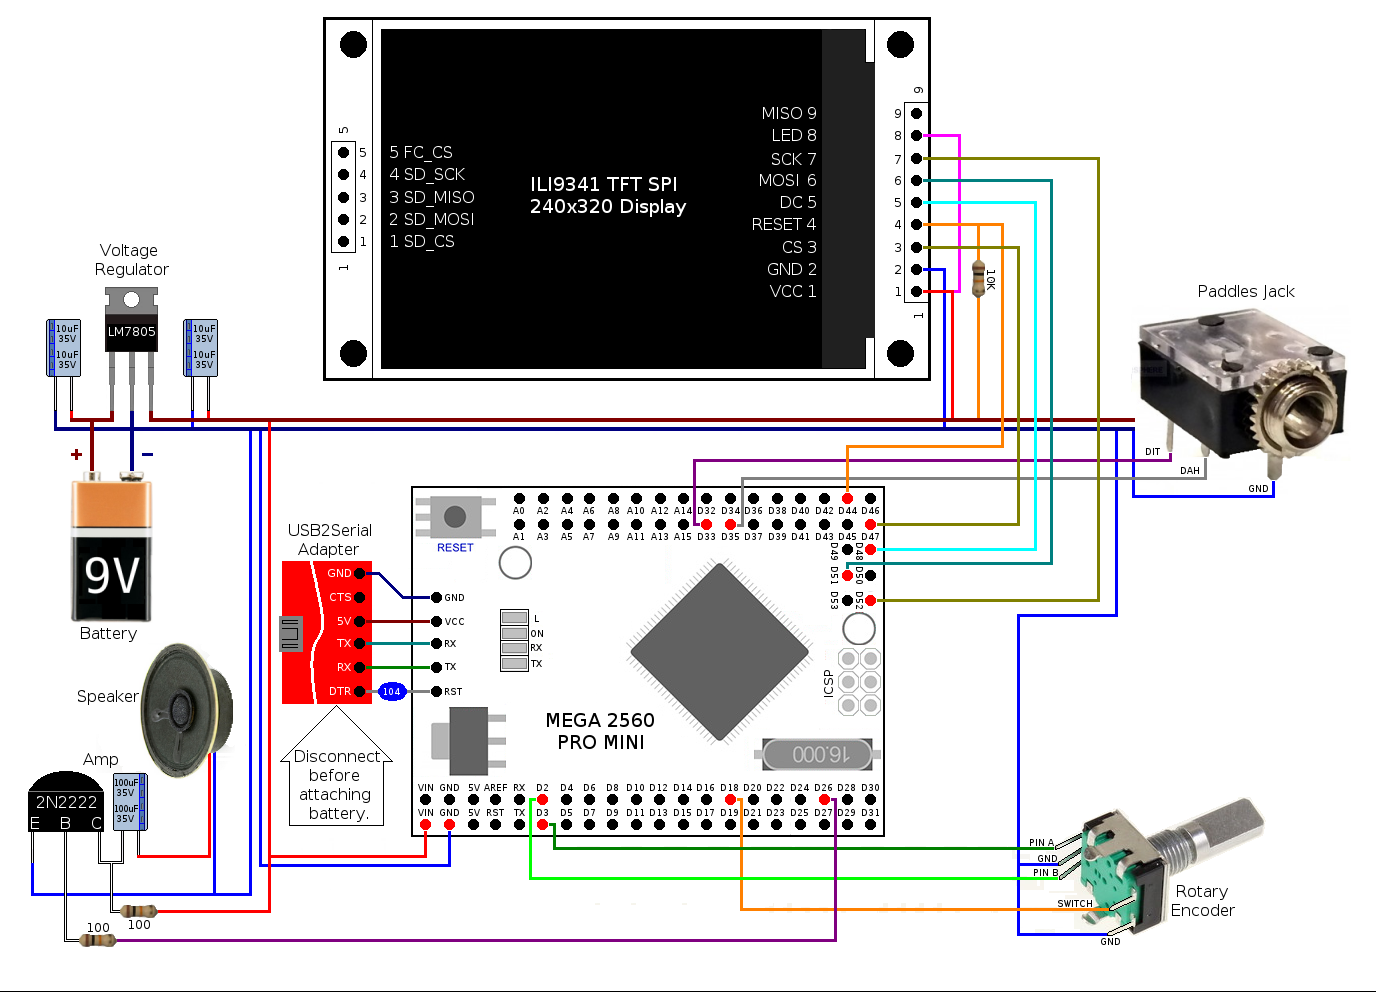 9
MISO 9
9
5
LED 8
8
5 FC_CS
5
SCK 7
7
4 SD_SCK
4
ILI9341 TFT SPI
240x320 Display
MOSI 6
6
3 SD_MISO
3
DC 5
5
2 SD_MOSI
2
RESET 4
4
1 SD_CS
1
CS 3
3
1
GND 2
2
VCC 1
1
1
10K
Voltage
Regulator
LM7805
10uF
35V
10uF
35V
10uF
35V
10uF
35V
+
−
9V
Battery
Paddles Jack
DIT
DAH
GND
USB2Serial
Adapter
GND
CTS
5V
TX
RX
DTR
104
Disconnect
before
attaching
battery.
RESET
A0 A2 A4 A6 A8 A10 A12 A14 D32 D34 D36 D38 D40 D42 D44 D46
A1 A3 A5 A7 A9 A11 A13 A15 D33 D35 D37 D39 D41 D43 D45 D47
D49 D48
D51 D50
D53 D52
GND
VCC
RX
TX
RST
L
ON
RX
TX
ICSP
MEGA 2560
PRO MINI
16.000
VIN GND 5V AREF RX D2 D4 D6 D8 D10 D12 D14 D16 D18 D20 D22 D24 D26 D28 D30
VIN GND 5V RST TX D3 D5 D7 D9 D11 D13 D15 D17 D19 D21 D23 D25 D27 D29 D31
Speaker
Amp
2N2222
E B C
100uF
35V
100uF
35V
100
100
PIN A
GND
PIN B
SWITCH
GND
Rotary
Encoder